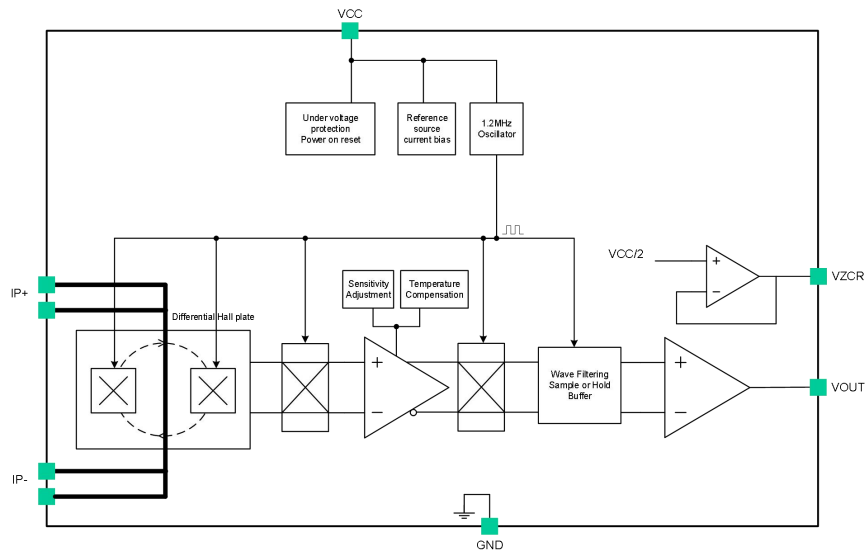 VCC
Under voltage
protection
Power on reset
Reference
source
current bias
1.2MHz
Oscillator
VCC/2
+
−
VZCR
IP+
Differential Hall plate
Sensitivity
Adjustment
Temperature
Compensation
+
−
Wave Filtering
Sample or Hold
Buffer
+
−
VOUT
IP-
GND